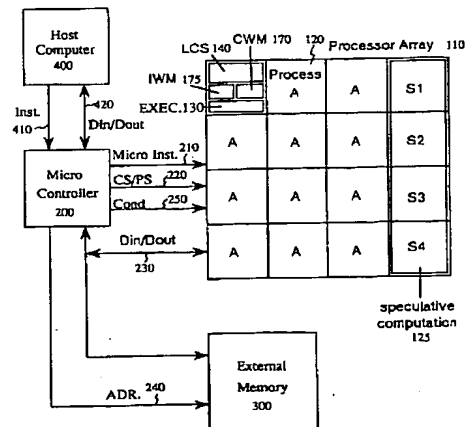 Host
Computer
400
LCS 140
CWM 170
120
Processor Array 110
IWM 175
EXEC.130
Process
A
A
S1
Inst.
410
420
Din/Dout
A
A
A
S2
Micro
Controller
200
Micro Inst. 210
CS/PS 220
Cond 250
A
A
A
S3
Din/Dout
230
A
A
A
S4
speculative
computation
125
External
Memory
300
ADR. 240